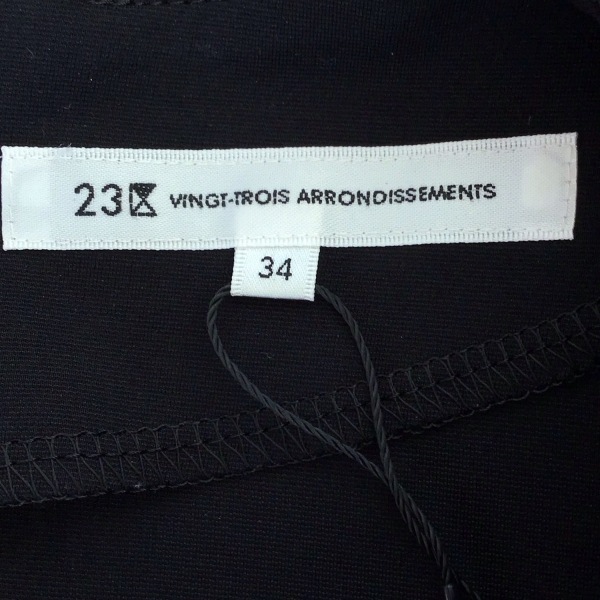 23区 VINGT-TROIS ARRONDISSEMENTS
34